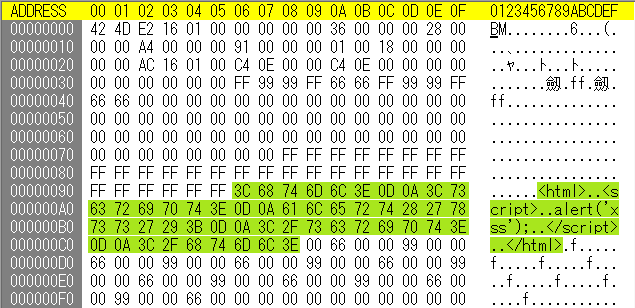 ADDRESS 00 01 02 03 04 05 06 07 08 09 0A 0B 0C 0D 0E 0F 0123456789ABCDEF
00000000 42 4D E2 16 01 00 00 00 00 00 36 00 00 00 28 00 BM........6...(.
00000010 00 00 A4 00 00 00 91 00 00 00 01 00 18 00 00 00 ..､.............
00000020 00 00 AC 16 01 00 C4 0E 00 00 C4 0E 00 00 00 00 ..ャ...ト...ト.....
00000030 00 00 00 00 00 00 FF 99 99 FF 66 66 FF 99 99 FF .......劔.ff.劔.
00000040 66 66 00 00 00 00 00 00 00 00 00 00 00 00 00 00 ff..............
00000050 00 00 00 00 00 00 00 00 00 00 00 00 00 00 00 00 ................
00000060 00 00 00 00 00 00 00 00 00 00 00 00 00 00 00 00 ................
00000070 00 00 00 00 00 00 00 FF FF FF FF FF FF FF FF FF ................
00000080 FF FF FF FF FF FF FF FF FF FF FF FF FF FF FF FF ................
00000090 FF FF FF FF FF FF 3C 68 74 6D 6C 3E 0D 0A 3C 73 ......<html>..<s
000000A0 63 72 69 70 74 3E 0D 0A 61 6C 65 72 74 28 27 78 cript>..alert('x
000000B0 73 73 27 29 3B 0D 0A 3C 2F 73 63 72 69 70 74 3E ss');..</script>
000000C0 0D 0A 3C 2F 68 74 6D 6C 3E 00 66 00 00 99 00 00 ..</html>.f.....
000000D0 66 00 00 99 00 00 66 00 00 99 00 00 66 00 00 99 f.....f.....f...
000000E0 00 00 66 00 00 99 00 00 66 00 00 99 00 00 66 00 ..f.....f.....f.
000000F0 00 99 00 00 66 00 00 00 00 00 00 00 00 00 00 00 ....f...........